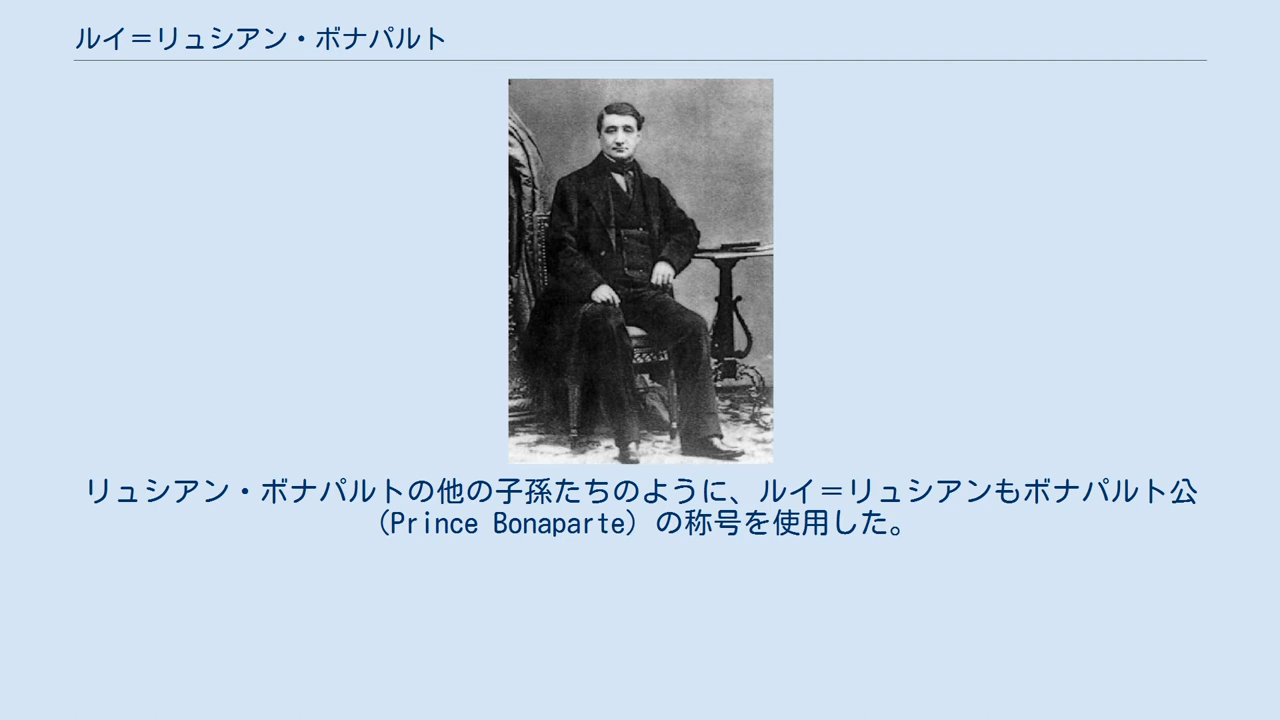 ルイ＝リュシアン・ボナパルト
リュシアン・ボナパルトの他の子孫たちのように、ルイ＝リュシアンもボナパルト公
（Prince Bonaparte）の称号を使用した。